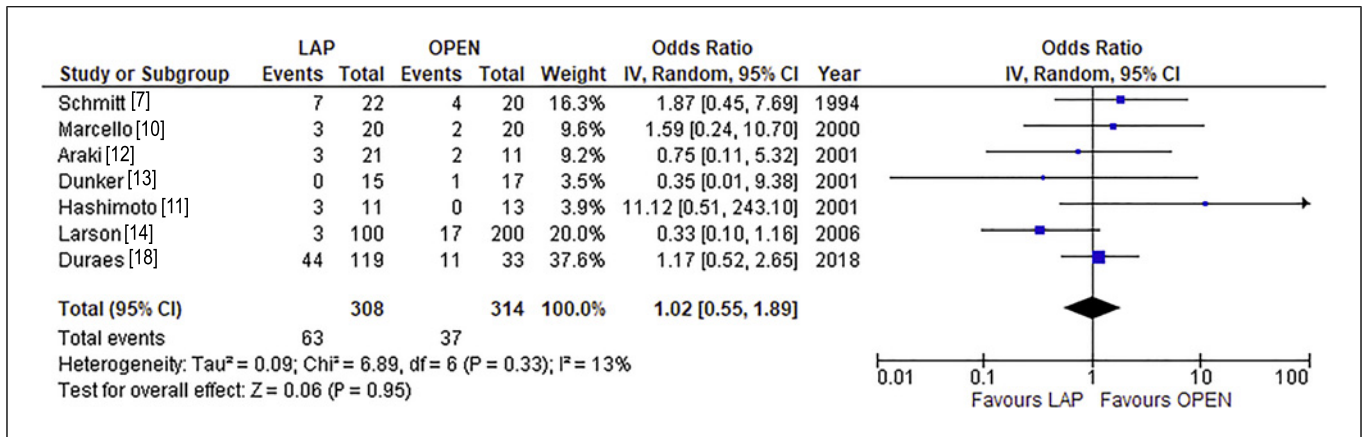 LAP OPEN Odds Ratio Odds Ratio
Study or Subgroup Events Total Events Total Weight IV, Random, 95% CI Year IV, Random, 95% CI
Schmitt [7] 7 22 4 20 16.3% 1.87 [0.45, 7.69] 1994
Marcello [10] 3 20 2 20 9.6% 1.59 [0.24, 10.70] 2000
Araki [12] 3 21 2 11 9.2% 0.75 [0.11, 5.32] 2001
Dunker [13] 0 15 1 17 3.5% 0.35 [0.01, 9.38] 2001
Hashimoto [11] 3 11 0 13 3.9% 11.12 [0.51, 243.10] 2001
Larson [14] 3 100 17 200 20.0% 0.33 [0.10, 1.16] 2006
Duraes [18] 44 119 11 33 37.6% 1.17 [0.52, 2.65] 2018
Total (95% CI) 308 314 100.0% 1.02 [0.55, 1.89]
Total events 63 37
Heterogeneity: Tau² = 0.09; Chi² = 6.89, df = 6 (P = 0.33); I² = 13%
Test for overall effect: Z = 0.06 (P = 0.95)
0.01 0.1 1 10 100
Favours LAP Favours OPEN